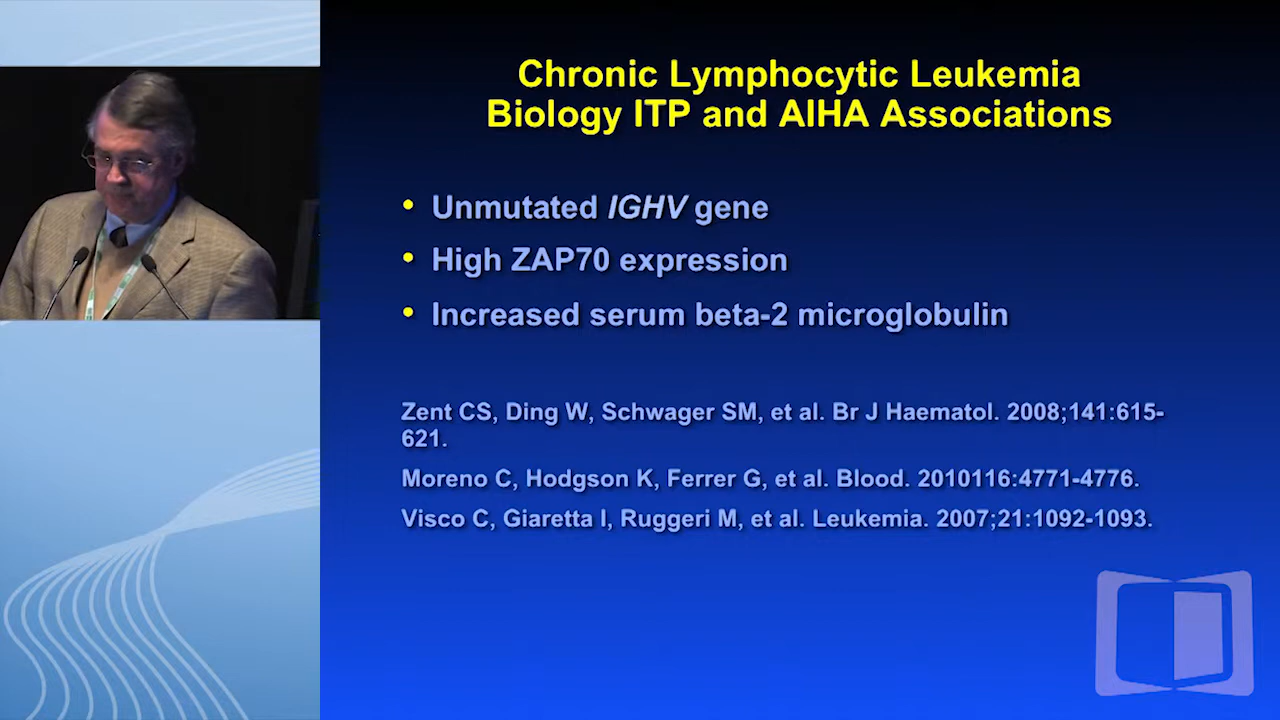 Chronic Lymphocytic Leukemia
Biology ITP and AIHA Associations
• Unmutated IGHV gene
• High ZAP70 expression
• Increased serum beta-2 microglobulin
Zent CS, Ding W, Schwager SM, et al. Br J Haematol. 2008;141:615-
621.
Moreno C, Hodgson K, Ferrer G, et al. Blood. 2010116:4771-4776.
Visco C, Giaretta I, Ruggeri M, et al. Leukemia. 2007;21:1092-1093.